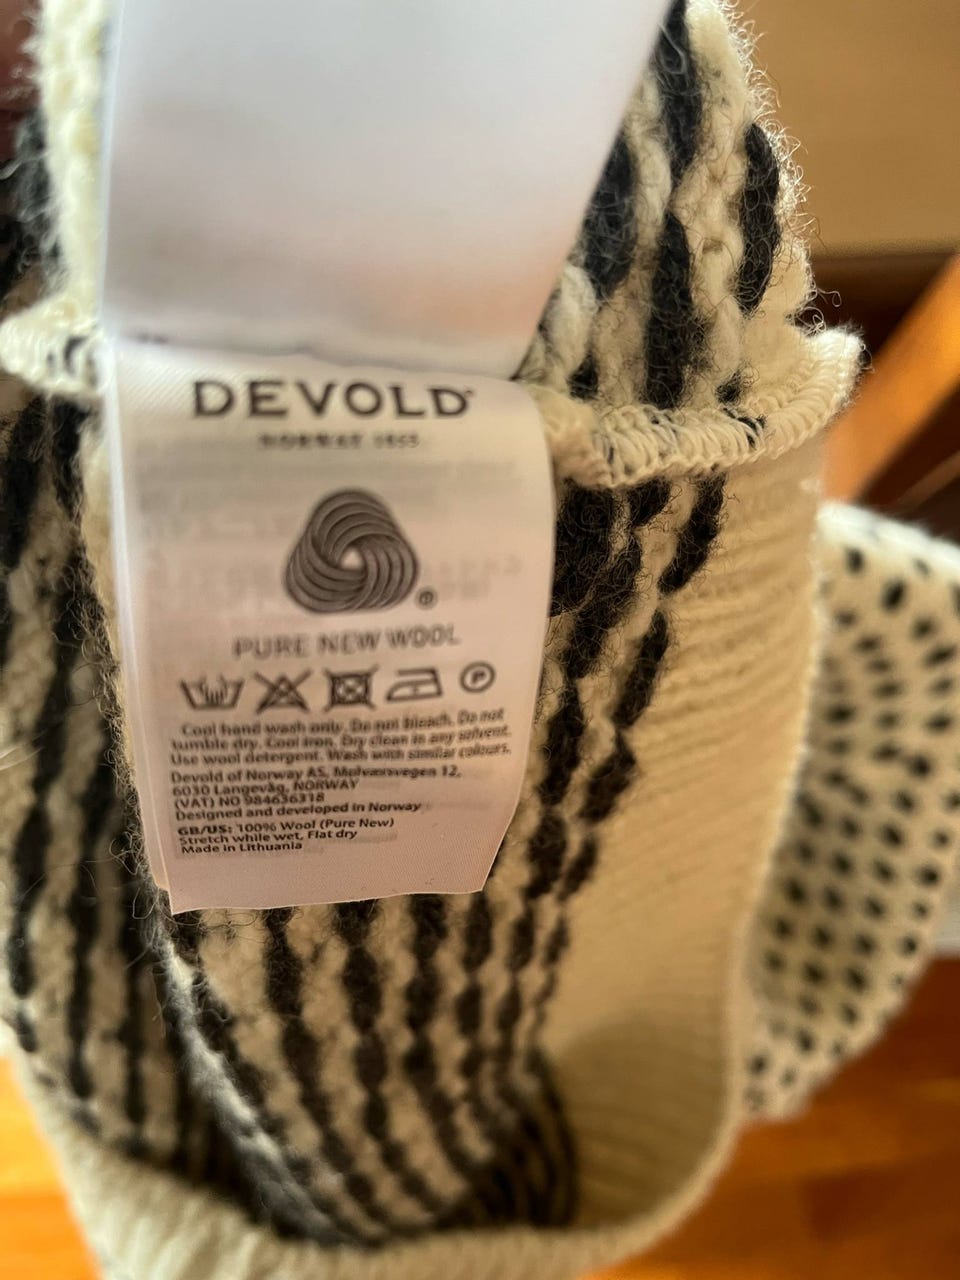 DEVOLD®
NORWAY 1853
PURE NEW WOOL
P
Cool hand wash only. Do not bleach. Do not
tumble dry. Cool iron. Dry clean in any solvent.
Use wool detergent. Wash with similar colours.
Devold of Norway AS, Molværsvegen 12,
6030 Langevåg, NORWAY
(VAT) NO 984636318
Designed and developed in Norway
GB/US: 100% Wool (Pure New)
Stretch while wet, Flat dry
Made in Lithuania